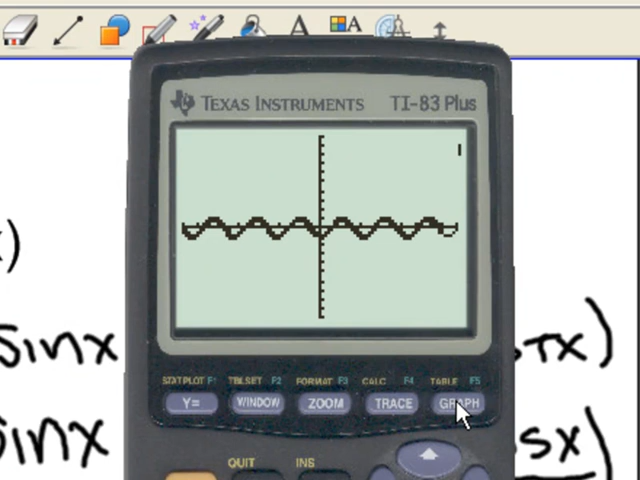 A A
TEXAS INSTRUMENTS TI-83 Plus
x)
sinx
sx)
sinx
sx)
STAT PLOT F1 TBLSET F2 FORMAT F3 CALC F4 TABLE F5
Y= WINDOW ZOOM TRACE GRAPH
QUIT INS